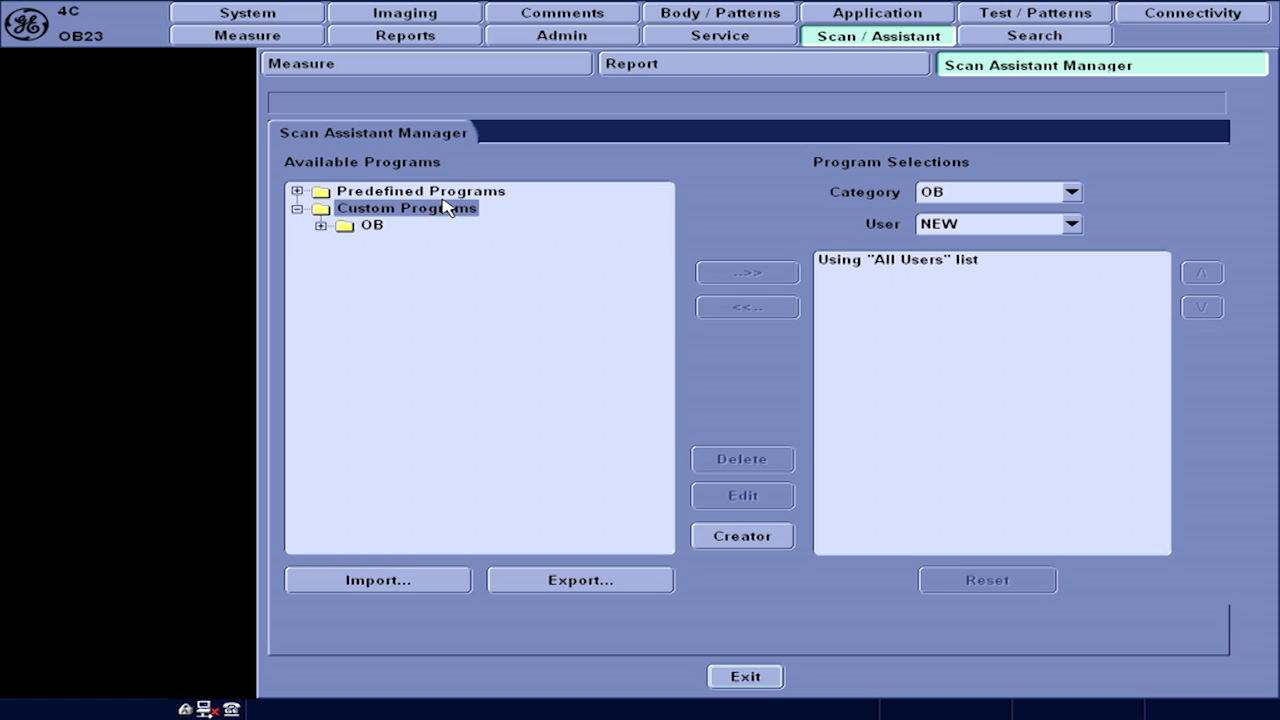 4C
OB23
System
Imaging
Comments
Body / Patterns
Application
Test / Patterns
Connectivity
Measure
Reports
Admin
Service
Scan / Assistant
Search
Measure
Report
Scan Assistant Manager
Scan Assistant Manager
Available Programs
Program Selections
Predefined Programs
Custom Programs
OB
Category
OB
User
NEW
Using "All Users" list
..>>
<<..
Delete
Edit
Creator
Import...
Export...
Reset
Exit